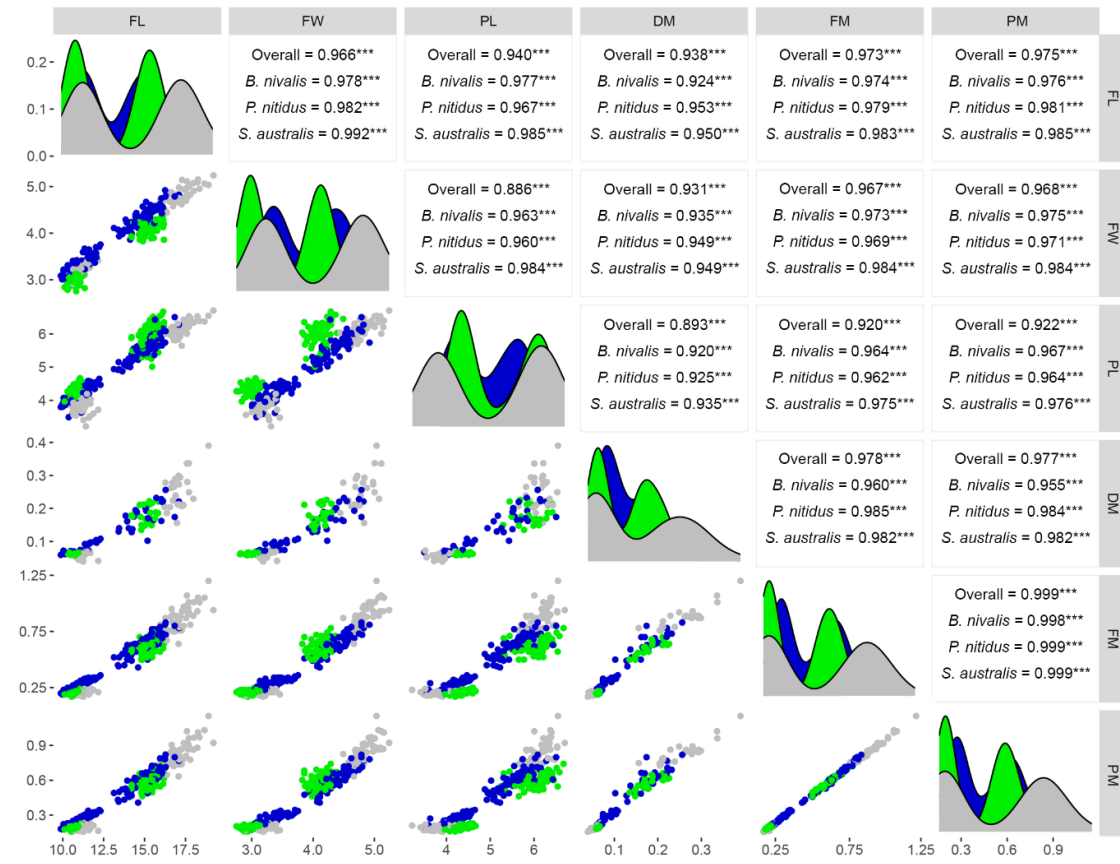 FL FW PL DM FM PM
Overall = 0.966*** Overall = 0.940*** Overall = 0.938*** Overall = 0.973*** Overall = 0.975***
0.2
B. nivalis = 0.978*** B. nivalis = 0.977*** B. nivalis = 0.924*** B. nivalis = 0.974*** B. nivalis = 0.976***
FL
0.1
P. nitidus = 0.982*** P. nitidus = 0.967*** P. nitidus = 0.953*** P. nitidus = 0.979*** P. nitidus = 0.981***
S. australis = 0.992*** S. australis = 0.985*** S. australis = 0.950*** S. australis = 0.983*** S. australis = 0.985***
0.0
5.0
Overall = 0.886*** Overall = 0.931*** Overall = 0.967*** Overall = 0.968***
B. nivalis = 0.963*** B. nivalis = 0.935*** B. nivalis = 0.973*** B. nivalis = 0.975***
4.0
FW
P. nitidus = 0.960*** P. nitidus = 0.949*** P. nitidus = 0.969*** P. nitidus = 0.971***
S. australis = 0.984*** S. australis = 0.949*** S. australis = 0.984*** S. australis = 0.984***
3.0
Overall = 0.893*** Overall = 0.920*** Overall = 0.922***
6
B. nivalis = 0.920*** B. nivalis = 0.964*** B. nivalis = 0.967***
5
PL
P. nitidus = 0.925*** P. nitidus = 0.962*** P. nitidus = 0.964***
4
S. australis = 0.935*** S. australis = 0.975*** S. australis = 0.976***
0.4
Overall = 0.978*** Overall = 0.977***
0.3
B. nivalis = 0.960*** B. nivalis = 0.955***
0.2
DM
P. nitidus = 0.985*** P. nitidus = 0.984***
0.1
S. australis = 0.982*** S. australis = 0.982***
1.25
Overall = 0.999***
B. nivalis = 0.998***
0.75
FM
P. nitidus = 0.999***
S. australis = 0.999***
0.25
0.9
0.6
PM
0.3
10.0 12.5 15.0 17.5 3.0 4.0 5.0 4 5 6 0.1 0.2 0.3 0.25 0.75 1.25 0.3 0.6 0.9